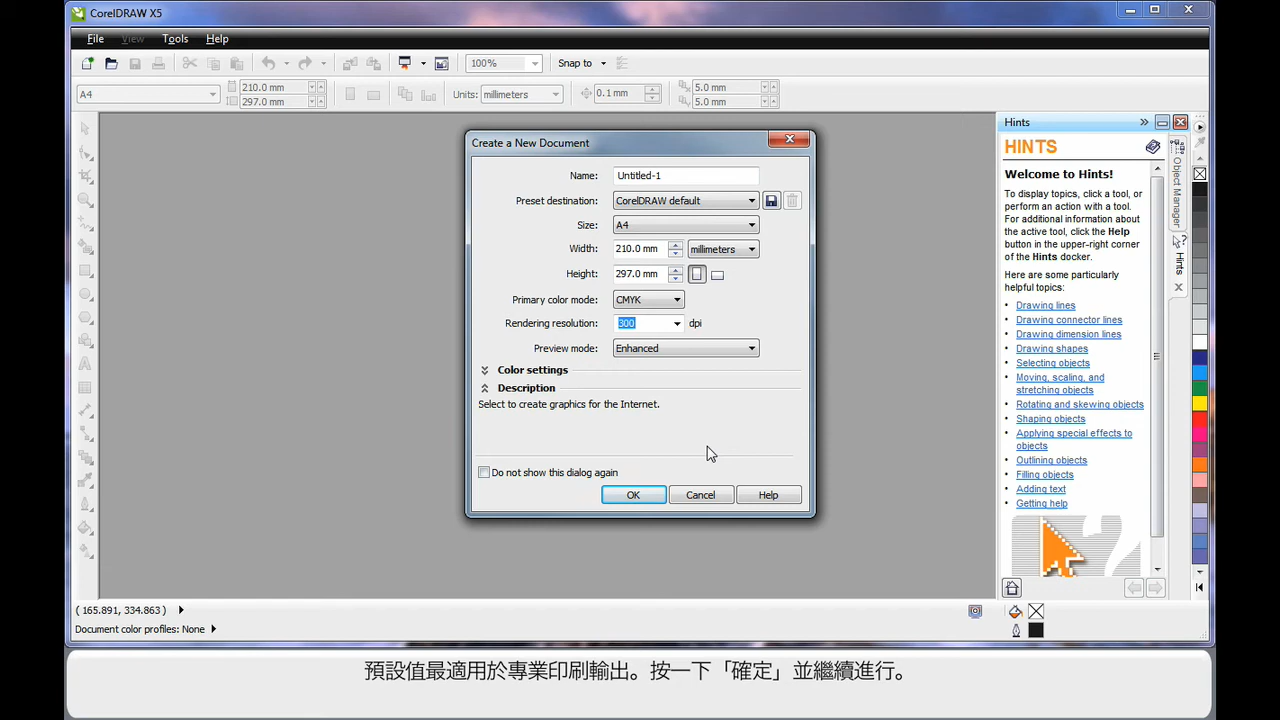 CorelDRAW X5
File View Tools Help
100% Snap to
A4 210.0 mm 297.0 mm Units: millimeters 0.1 mm 5.0 mm 5.0 mm
Create a New Document
Name: Untitled-1
Preset destination: CorelDRAW default
Size: A4
Width: 210.0 mm millimeters
Height: 297.0 mm
Primary color mode: CMYK
Rendering resolution: 300 dpi
Preview mode: Enhanced
Color settings
Description
Select to create graphics for the Internet.
Do not show this dialog again
OK Cancel Help
Hints
HINTS
Welcome to Hints!
To display topics, click a tool, or
perform an action with a tool.
For additional information about
the active tool, click the Help
button in the upper-right corner
of the Hints docker.
Here are some particularly
helpful topics:
• Drawing lines
• Drawing connector lines
• Drawing dimension lines
• Drawing shapes
• Selecting objects
• Moving, scaling, and
stretching objects
• Rotating and skewing objects
• Shaping objects
• Applying special effects to
objects
• Outlining objects
• Filling objects
• Adding text
• Getting help
Object Manager
Hints
( 165.891, 334.863 )
Document color profiles: None
預設值最適用於專業印刷輸出。按一下「確定」並繼續進行。